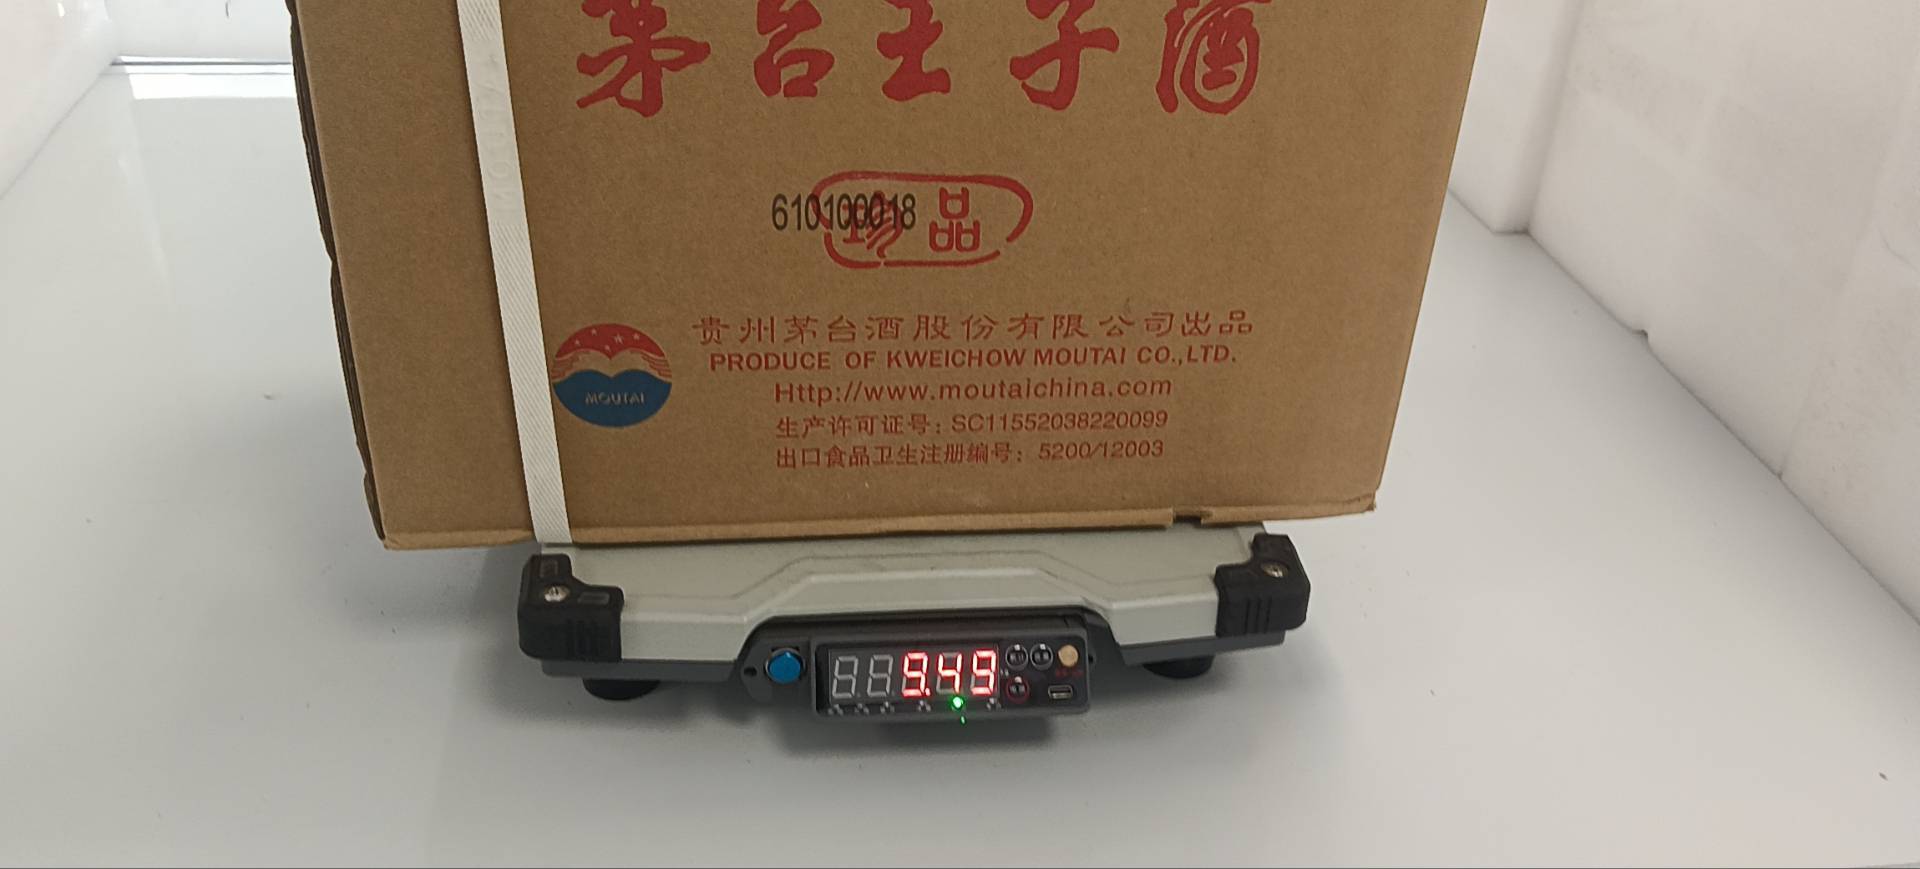 茅台王子酒
610100018
珍品
贵州茅台酒股份有限公司出品
PRODUCE OF KWEICHOW MOUTAI CO.,LTD.
Http://www.moutaichina.com
MOUTAI
生产许可证号：SC11552038220099
出口食品卫生注册编号：5200/12003
9.49